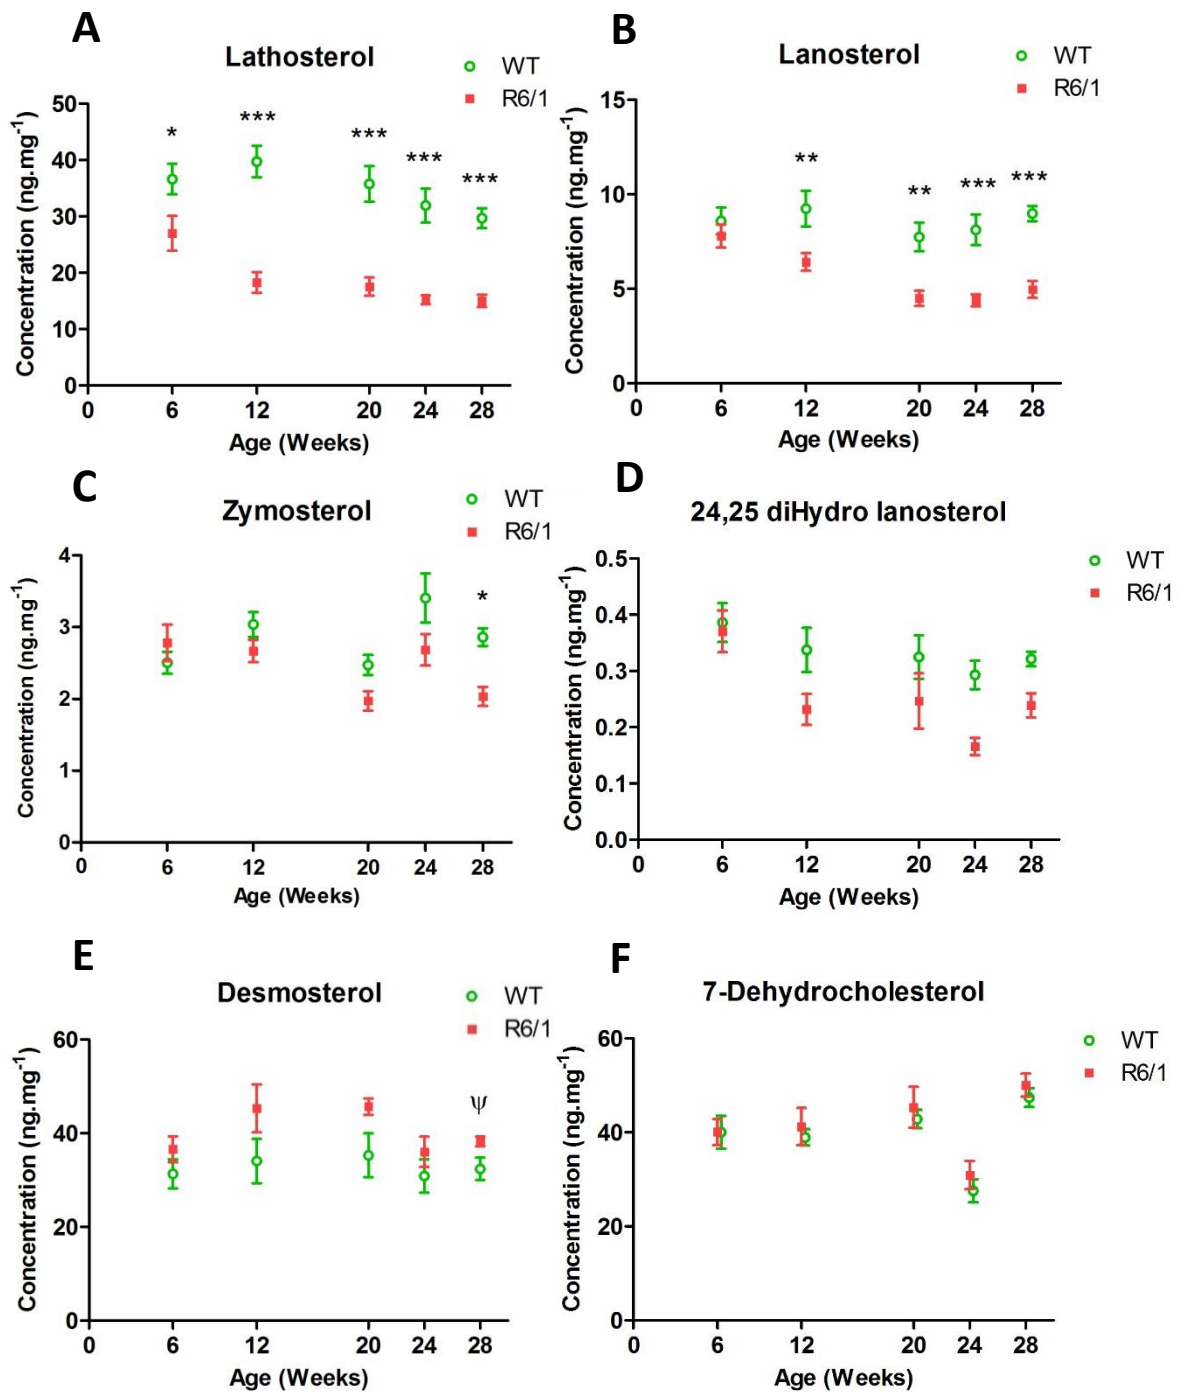 A
Lathosterol
WT
R6/1
Concentration (ng.mg⁻¹)
50
40
30
20
10
0
* *** *** *** ***
0 6 12 20 24 28
Age (Weeks)
B
Lanosterol
WT
R6/1
Concentration (ng.mg⁻¹)
15
10
5
0
** ** *** ***
0 6 12 20 24 28
Age (Weeks)
C
Zymosterol
WT
R6/1
Concentration (ng.mg⁻¹)
4
3
2
1
0
*
0 6 12 20 24 28
Age (Weeks)
D
24,25 diHydro lanosterol
WT
R6/1
Concentration (ng.mg⁻¹)
0.5
0.4
0.3
0.2
0.1
0.0
0 6 12 20 24 28
Age (Weeks)
E
Desmosterol
WT
R6/1
Concentration (ng.mg⁻¹)
60
40
20
0
ψ
0 6 12 20 24 28
Age (Weeks)
F
7-Dehydrocholesterol
WT
R6/1
Concentration (ng.mg⁻¹)
60
40
20
0
0 6 12 20 24 28
Age (Weeks)